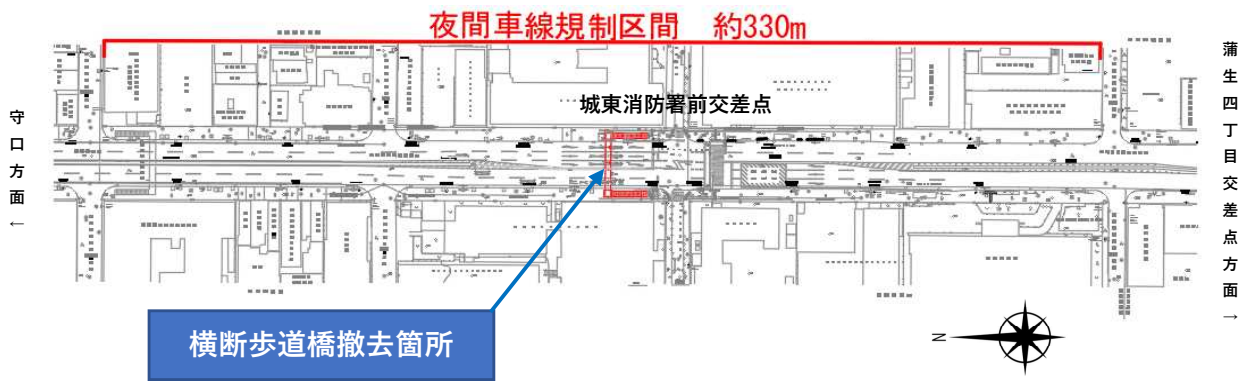 夜間車線規制区間 約330m
城東消防署前交差点
守口方面←
蒲生四丁目交差点方面→
横断歩道橋撤去箇所
N